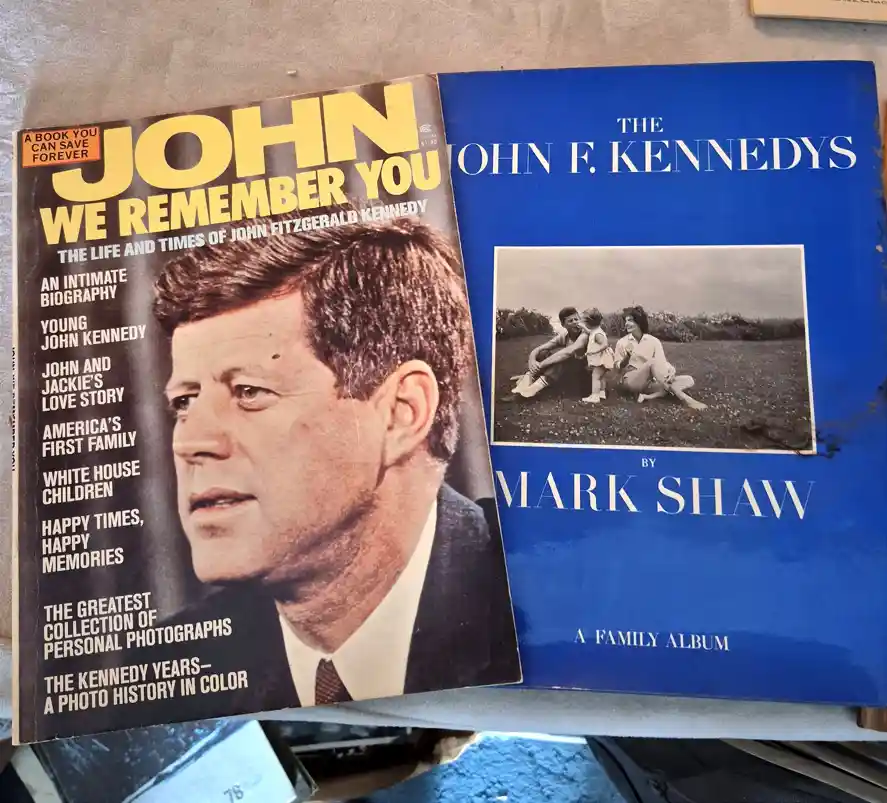 A BOOK YOU
CAN SAVE
FOREVER
JOHN
WE REMEMBER YOU
THE LIFE AND TIMES OF JOHN FITZGERALD KENNEDY
AN INTIMATE
BIOGRAPHY
YOUNG
JOHN KENNEDY
JOHN AND
JACKIE'S
LOVE STORY
AMERICA'S
FIRST FAMILY
WHITE HOUSE
CHILDREN
HAPPY TIMES,
HAPPY
MEMORIES
THE GREATEST
COLLECTION OF
PERSONAL PHOTOGRAPHS
THE KENNEDY YEARS–
A PHOTO HISTORY IN COLOR
THE
JOHN F. KENNEDYS
BY
MARK SHAW
A FAMILY ALBUM
76